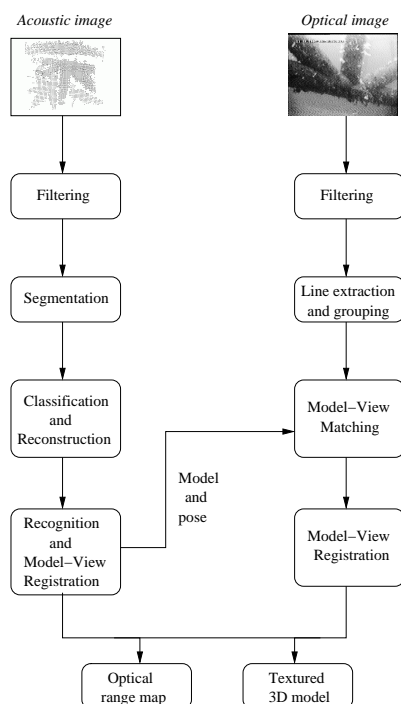 Acoustic image
Optical image
Filtering
Filtering
Segmentation
Line extraction
and grouping
Classification
and
Reconstruction
Model–View
Matching
Model
and
pose
Recognition
and
Model–View
Registration
Model–View
Registration
Optical
range map
Textured
3D model